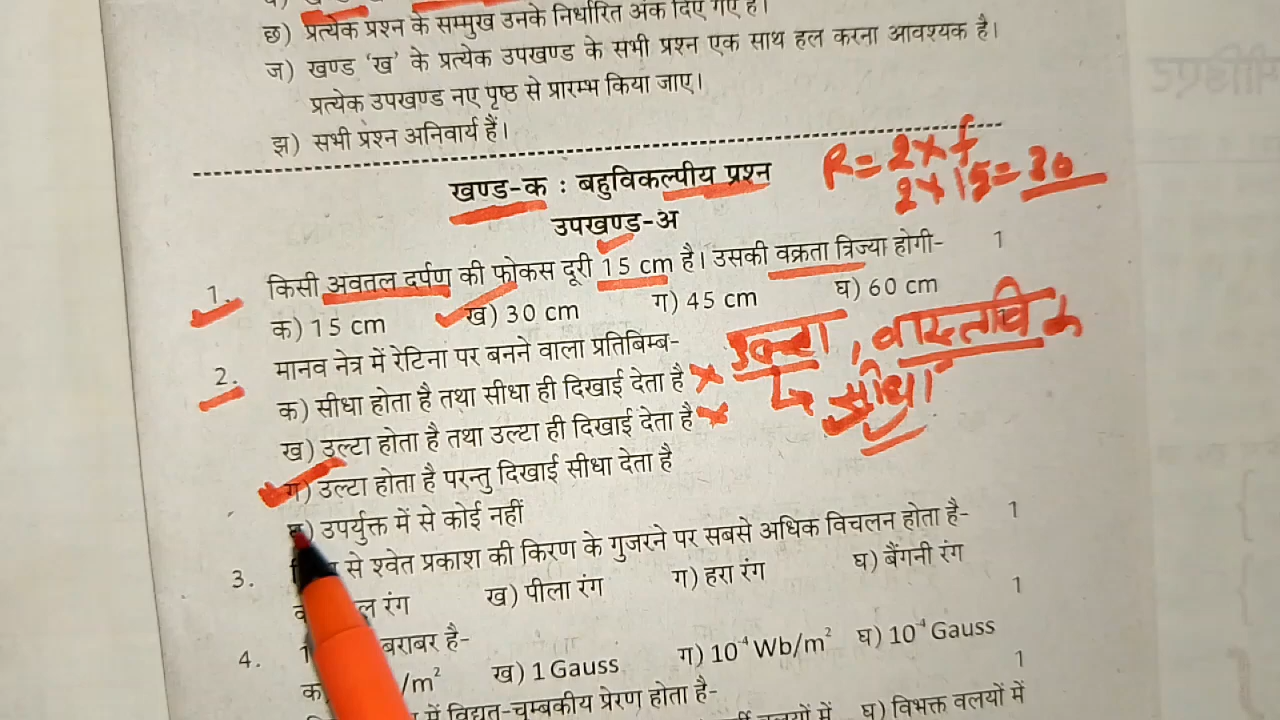 छ) प्रत्येक प्रश्न के सम्मुख उनके निर्धारित अंक दिए गए हैं।
ज) खण्ड 'ख' के प्रत्येक उपखण्ड के सभी प्रश्न एक साथ हल करना आवश्यक है।
प्रत्येक उपखण्ड नए पृष्ठ से प्रारम्भ किया जाए।
झ) सभी प्रश्न अनिवार्य हैं।
R = 2 × f
2 × 15 = 30
खण्ड-क : बहुविकल्पीय प्रश्न
उपखण्ड-अ
1. किसी अवतल दर्पण की फोकस दूरी 15 cm है। उसकी वक्रता त्रिज्या होगी- 1
क) 15 cm ख) 30 cm ग) 45 cm घ) 60 cm
2. मानव नेत्र में रेटिना पर बनने वाला प्रतिबिम्ब- उल्टा, वास्तविक
क) सीधा होता है तथा सीधा ही दिखाई देता है सीधा
ख) उल्टा होता है तथा उल्टा ही दिखाई देता है
ग) उल्टा होता है परन्तु दिखाई सीधा देता है
घ) उपर्युक्त में से कोई नहीं
3. से श्वेत प्रकाश की किरण के गुजरने पर सबसे अधिक विचलन होता है- 1
रंग ख) पीला रंग ग) हरा रंग घ) बैंगनी रंग
4. 1 बराबर है- 1
/m² ख) 1 Gauss ग) 10⁻⁴ Wb/m² घ) 10⁻⁴ Gauss
में विद्युत-चुम्बकीय प्रेरण होता है- 1
वलयों में घ) विभक्त वलयों में